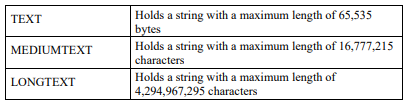 TEXT
Holds a string with a maximum length of 65,535
bytes
MEDIUMTEXT
Holds a string with a maximum length of 16,777,215
characters
LONGTEXT
Holds a string with a maximum length of
4,294,967,295 characters